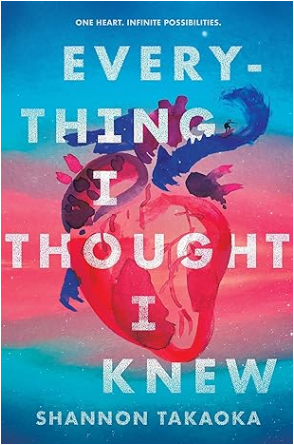 ONE HEART. INFINITE POSSIBILITIES.
EVERY-
THING
I
THOUGHT
I
KNEW
SHANNON TAKAOKA